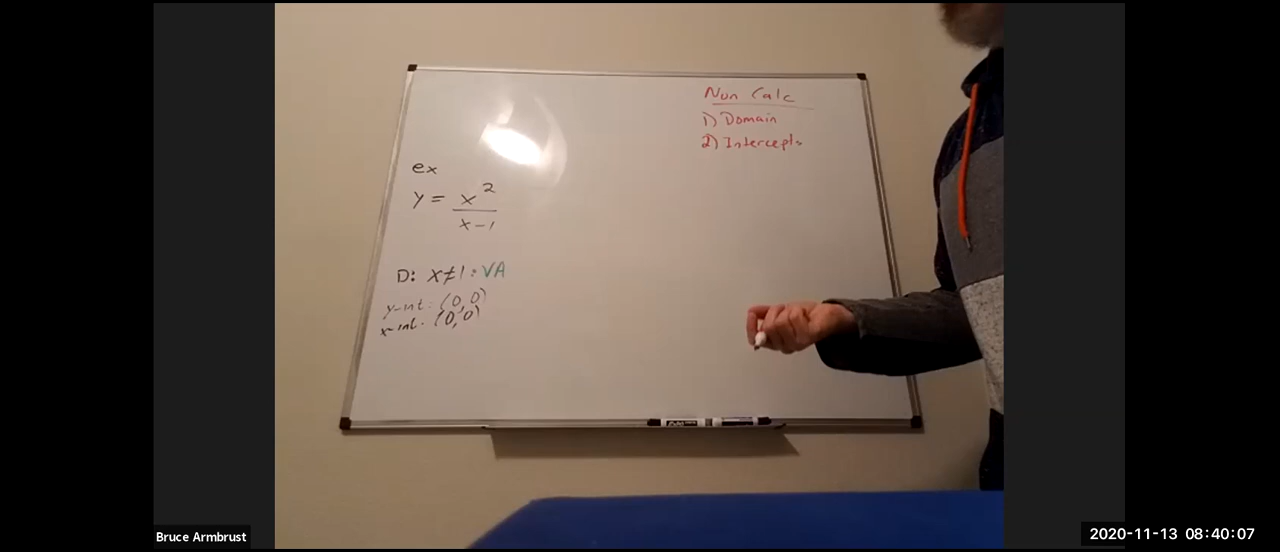 Non Calc
1) Domain
2) Intercepts
ex
y = x²
x-1
D: x≠1: VA
y-int: (0,0)
x-int: (0,0)
Bruce Armbrust
2020-11-13 08:40:07